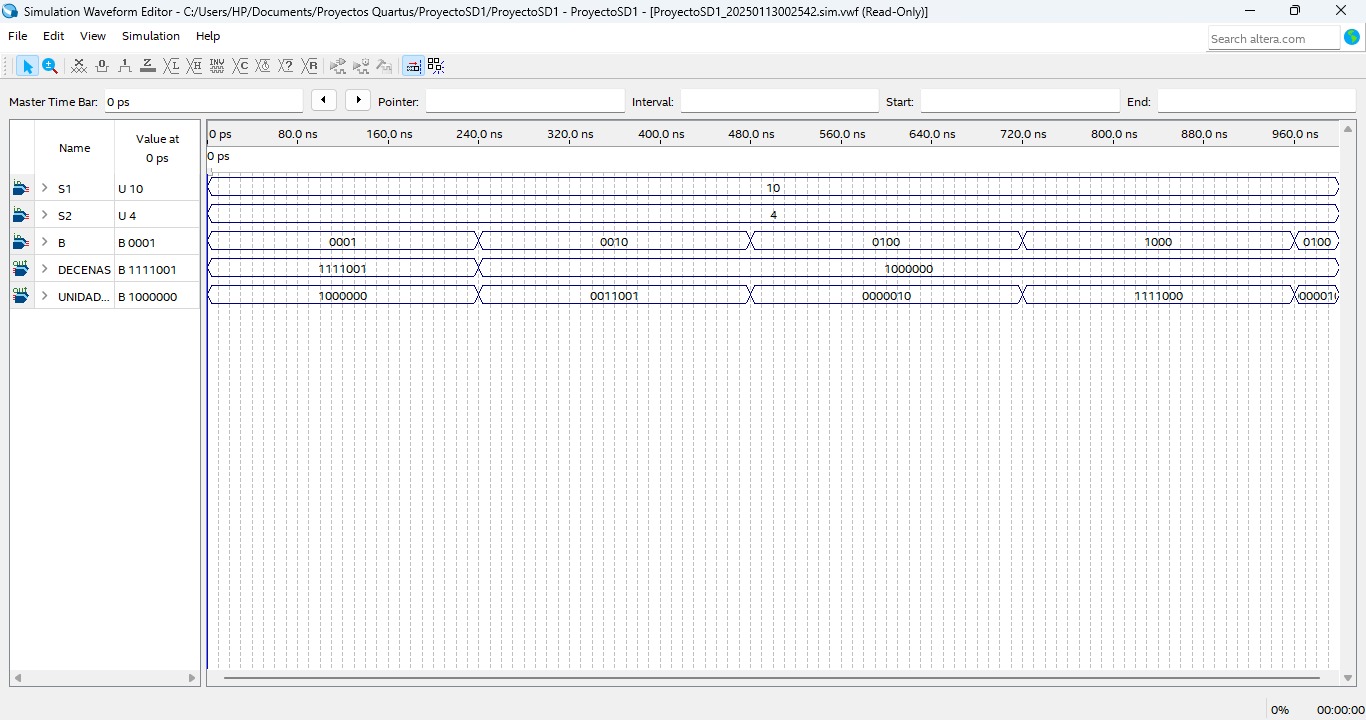 Simulation Waveform Editor - C:/Users/HP/Documents/Proyectos Quartus/ProyectoSD1/ProyectoSD1 - ProyectoSD1 - [ProyectoSD1_20250113002542.sim.vwf (Read-Only)]
File Edit View Simulation Help
Search altera.com
Master Time Bar: 0 ps Pointer: Interval: Start: End:
Name Value at 0 ps
0 ps 80.0 ns 160.0 ns 240.0 ns 320.0 ns 400.0 ns 480.0 ns 560.0 ns 640.0 ns 720.0 ns 800.0 ns 880.0 ns 960.0 ns
0 ps
S1 U 10 10
S2 U 4 4
B B 0001 0001 0010 0100 1000 0100
DECENAS B 1111001 1111001 1000000
UNIDAD... B 1000000 1000000 0011001 0000010 1111000
0% 00:00:00